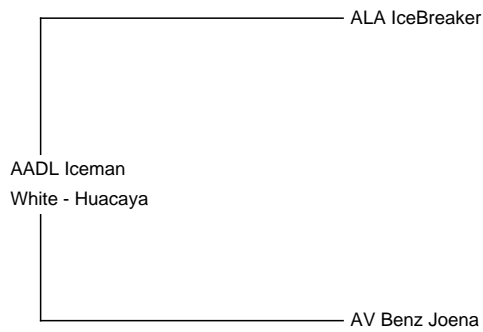 ALA IceBreaker
AADL Iceman
White - Huacaya
AV Benz Joena